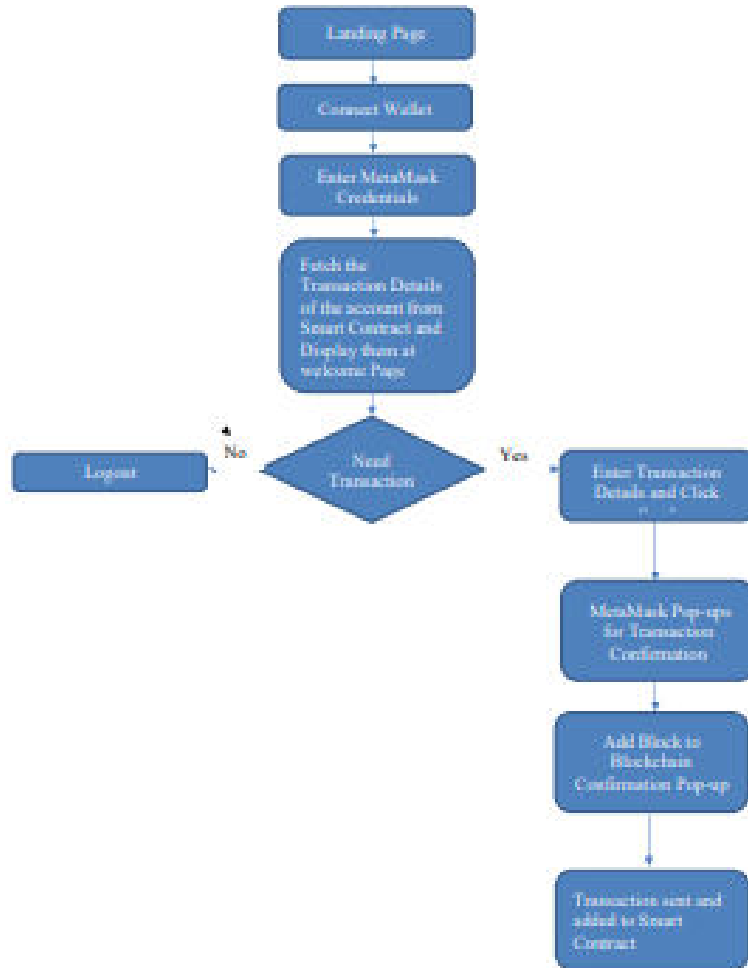 Landing Page
Connect Wallet
Enter MetaMask
Credentials
Fetch the
Transaction Details
of the account from
Smart Contract and
Display them at
welcome Page
Need
Transaction
No
Logout
Yes
Enter Transaction
Details and Click
MetaMask Pop-ups
for Transaction
Confirmation
Add Block to
Blockchain
Confirmation Pop-up
Transaction sent and
added to Smart
Contract